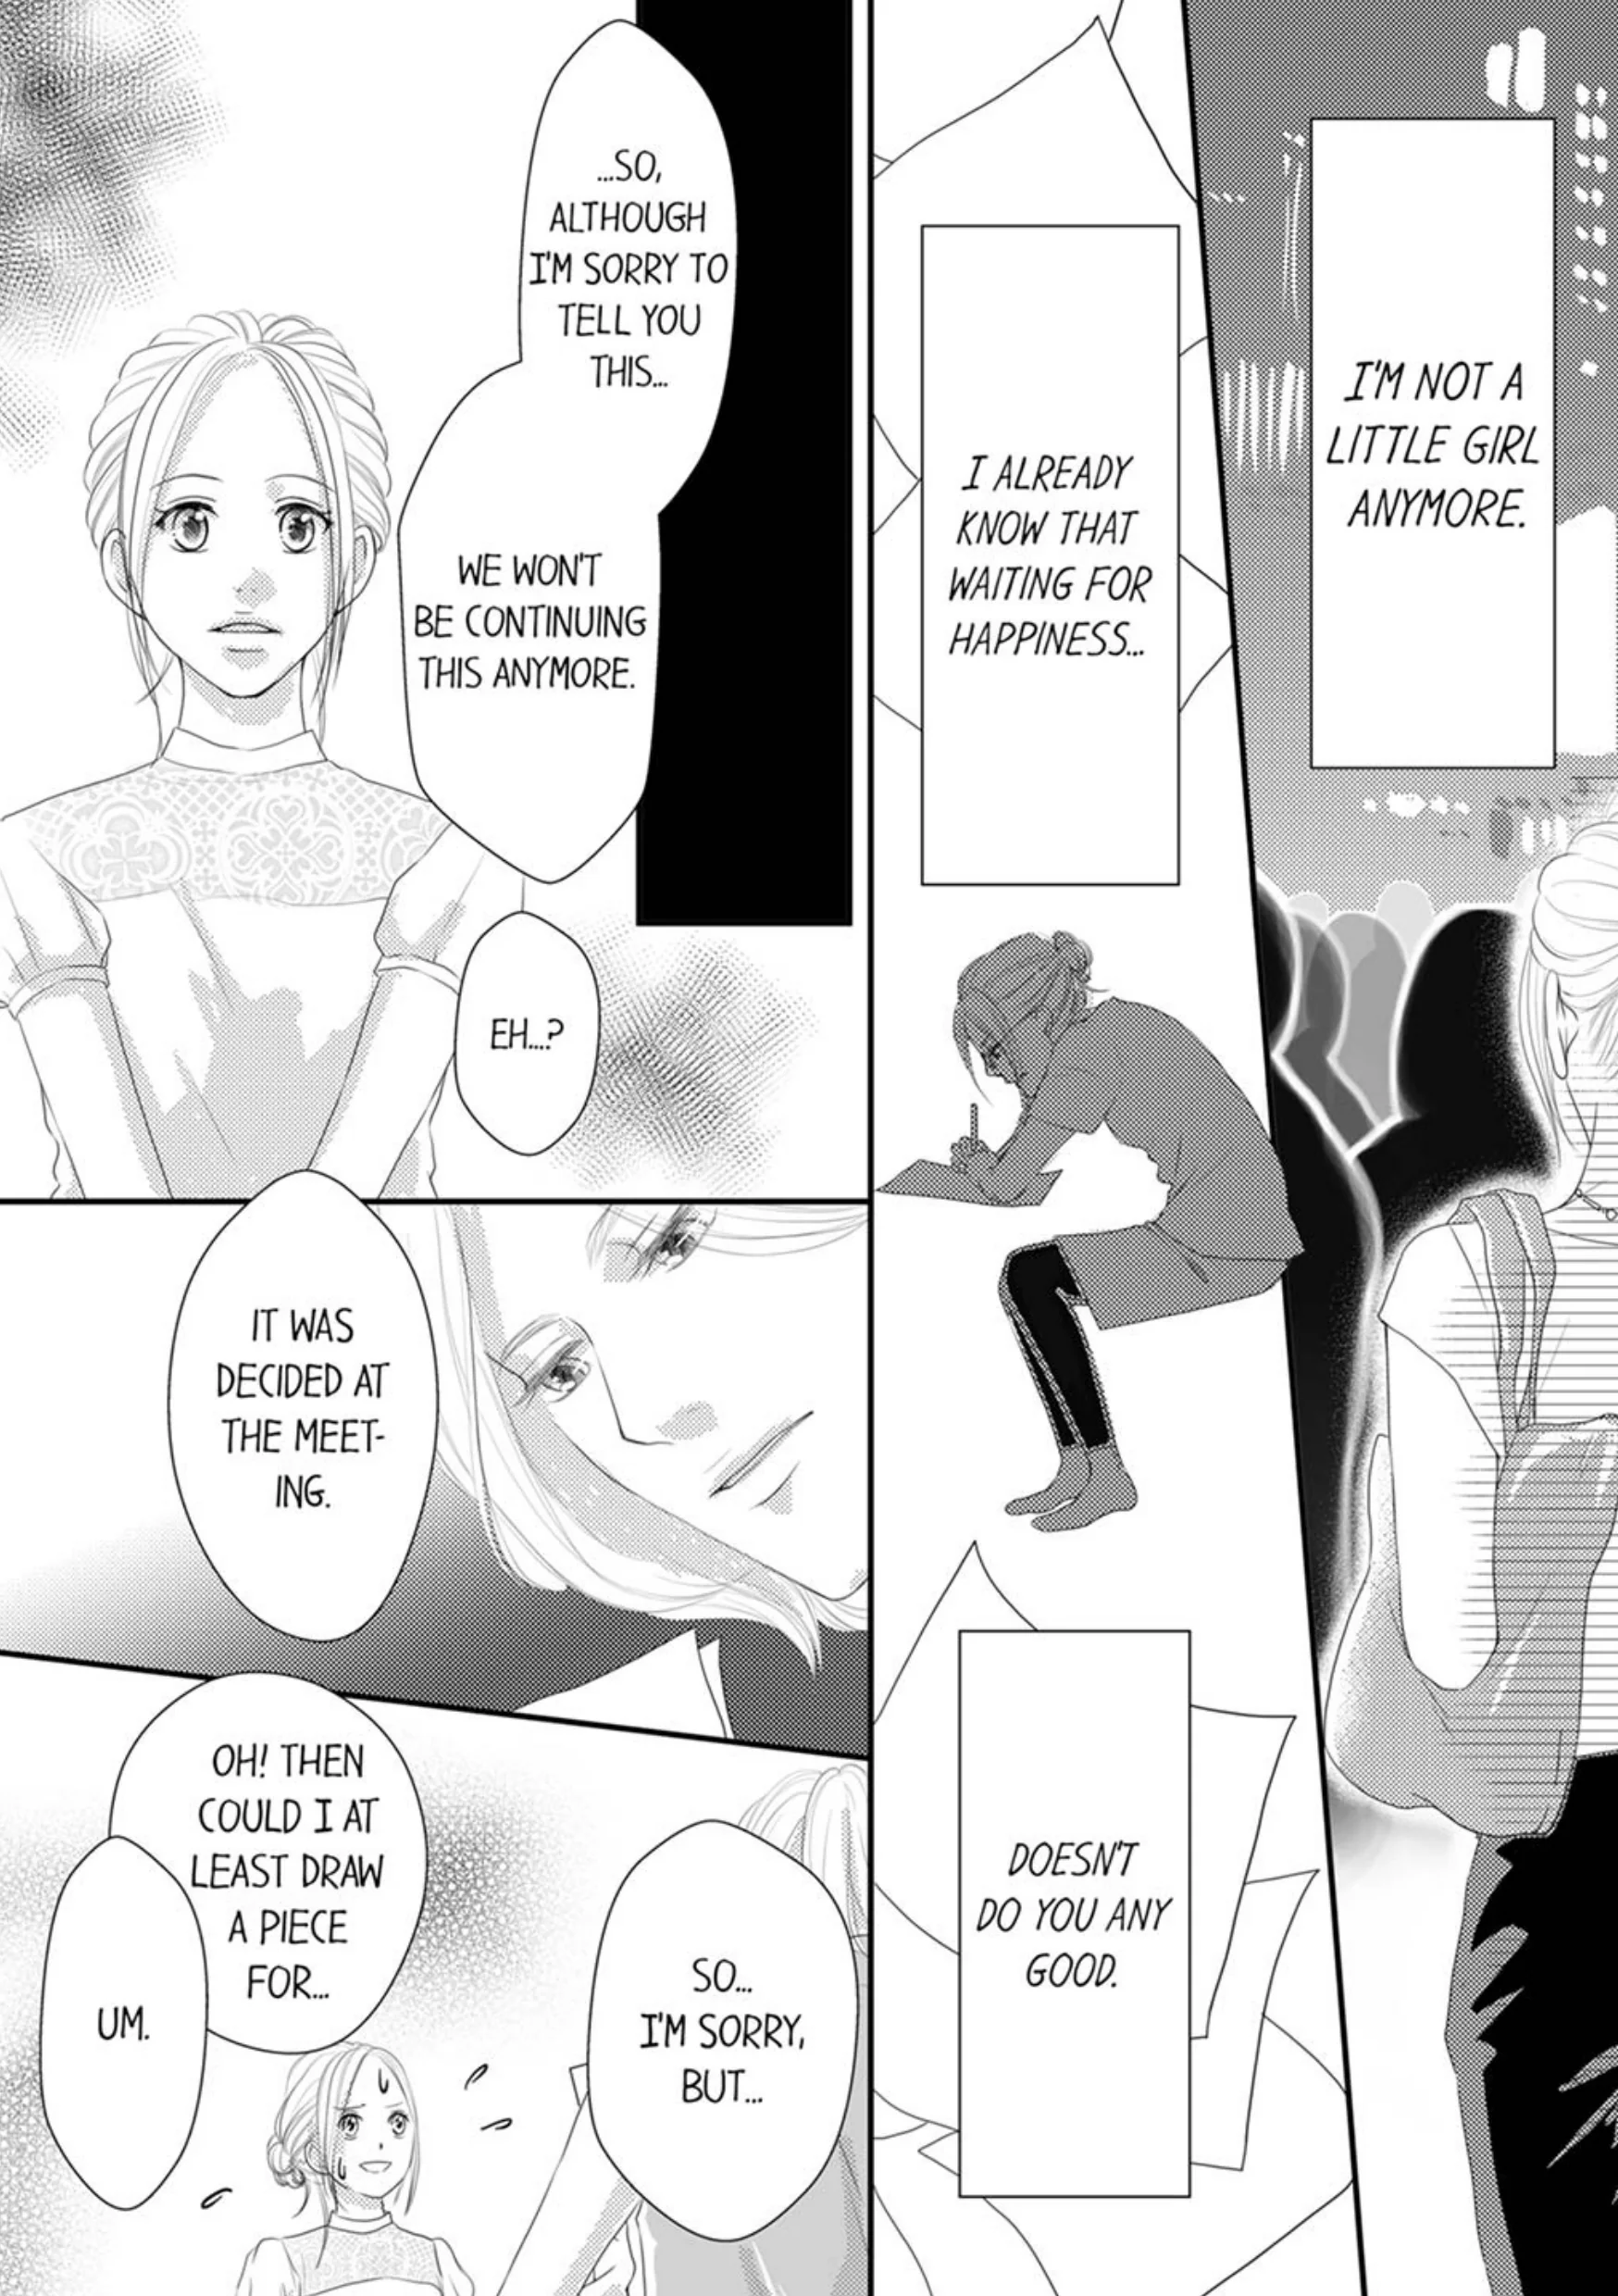 I'M NOT A
LITTLE GIRL
ANYMORE.
I ALREADY
KNOW THAT
WAITING FOR
HAPPINESS...
DOESN'T
DO YOU ANY
GOOD.
...SO,
ALTHOUGH
I'M SORRY TO
TELL YOU
THIS...
WE WON'T
BE CONTINUING
THIS ANYMORE.
EH...?
IT WAS
DECIDED AT
THE MEET-
ING.
SO...
I'M SORRY,
BUT...
OH! THEN
COULD I AT
LEAST DRAW
A PIECE
FOR...
UM.